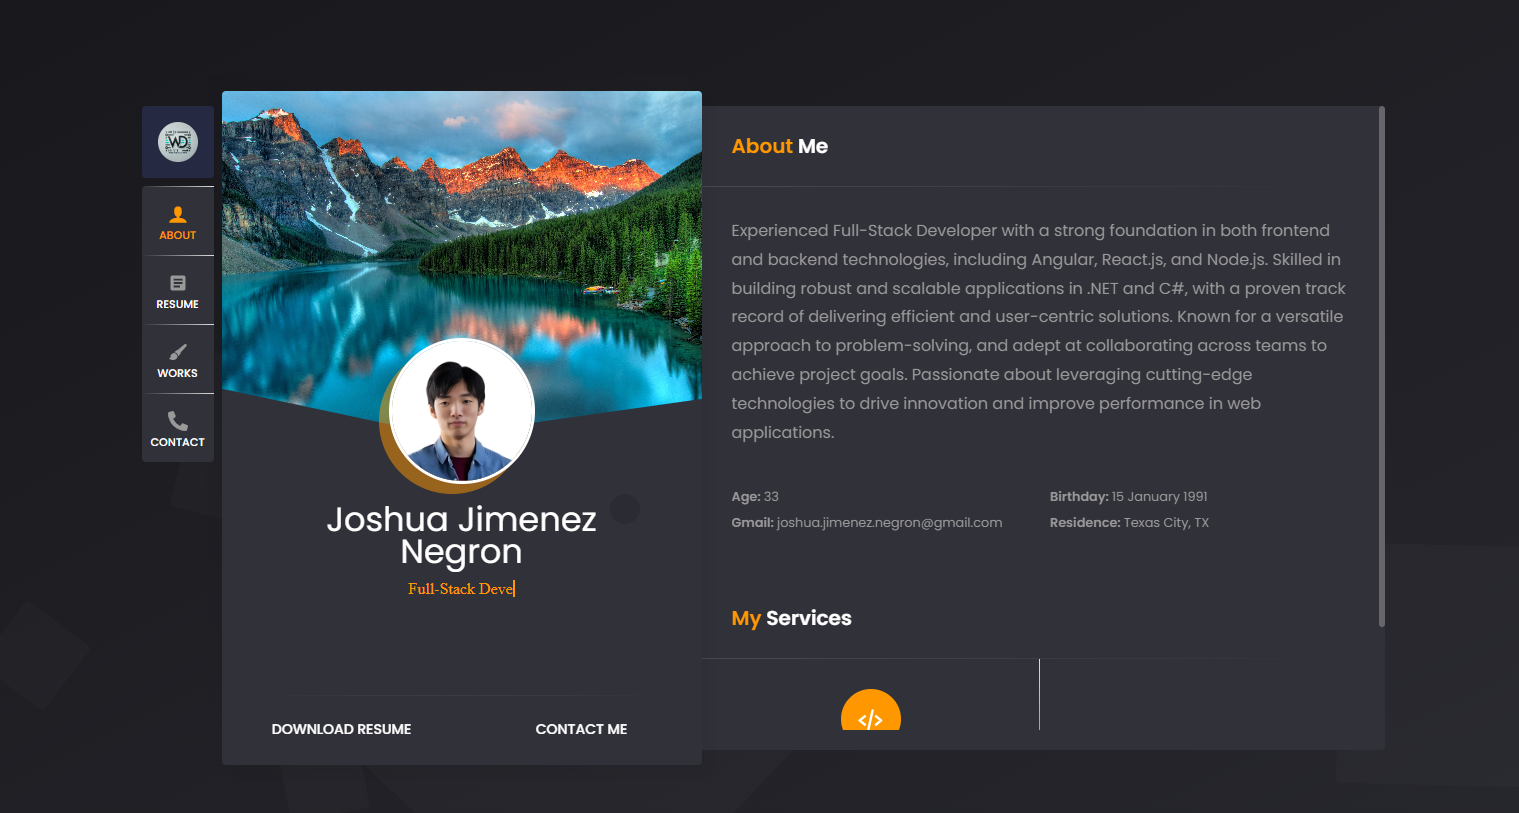 WD
ABOUT
RESUME
WORKS
CONTACT
Joshua Jimenez
Negron
Full-Stack Deve
DOWNLOAD RESUME
CONTACT ME
About Me
Experienced Full-Stack Developer with a strong foundation in both frontend
and backend technologies, including Angular, React.js, and Node.js. Skilled in
building robust and scalable applications in .NET and C#, with a proven track
record of delivering efficient and user-centric solutions. Known for a versatile
approach to problem-solving, and adept at collaborating across teams to
achieve project goals. Passionate about leveraging cutting-edge
technologies to drive innovation and improve performance in web
applications.
Age: 33
Birthday: 15 January 1991
Gmail: joshua.jimenez.negron@gmail.com
Residence: Texas City, TX
My Services
</>